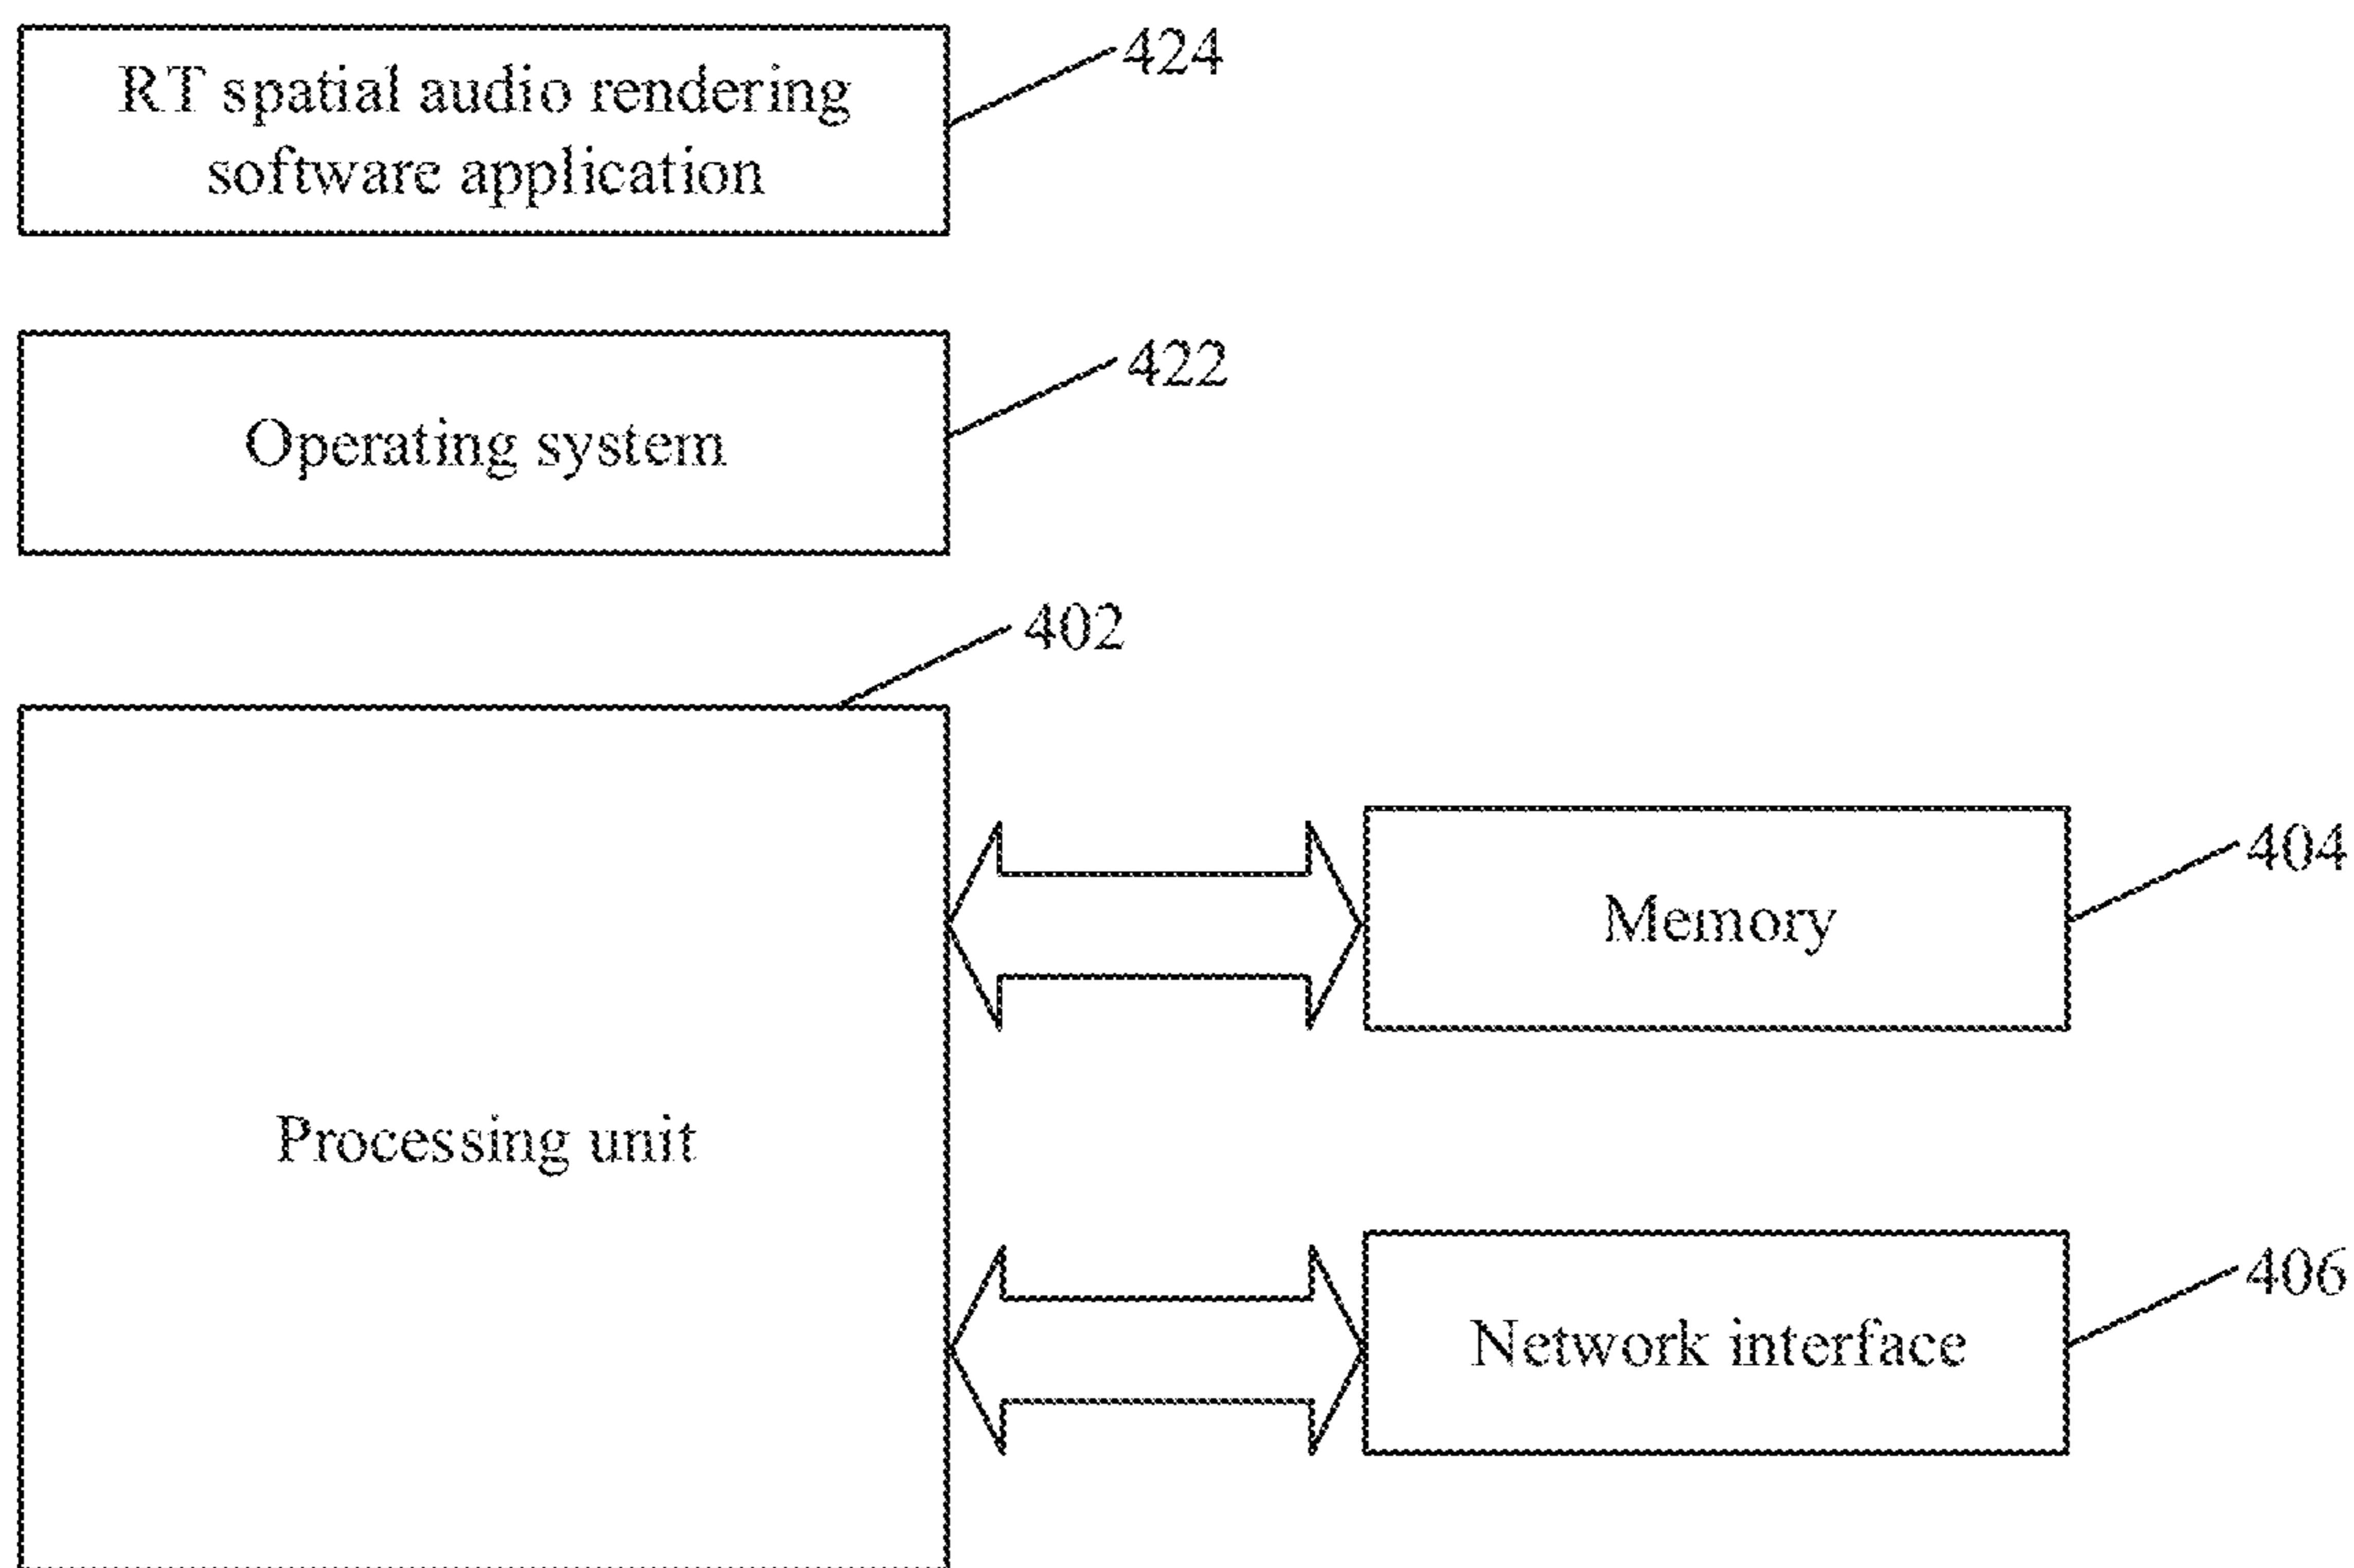 RT spatial audio rendering
software application
424
Operating system
422
402
Processing unit
Memory
404
Network interface
406